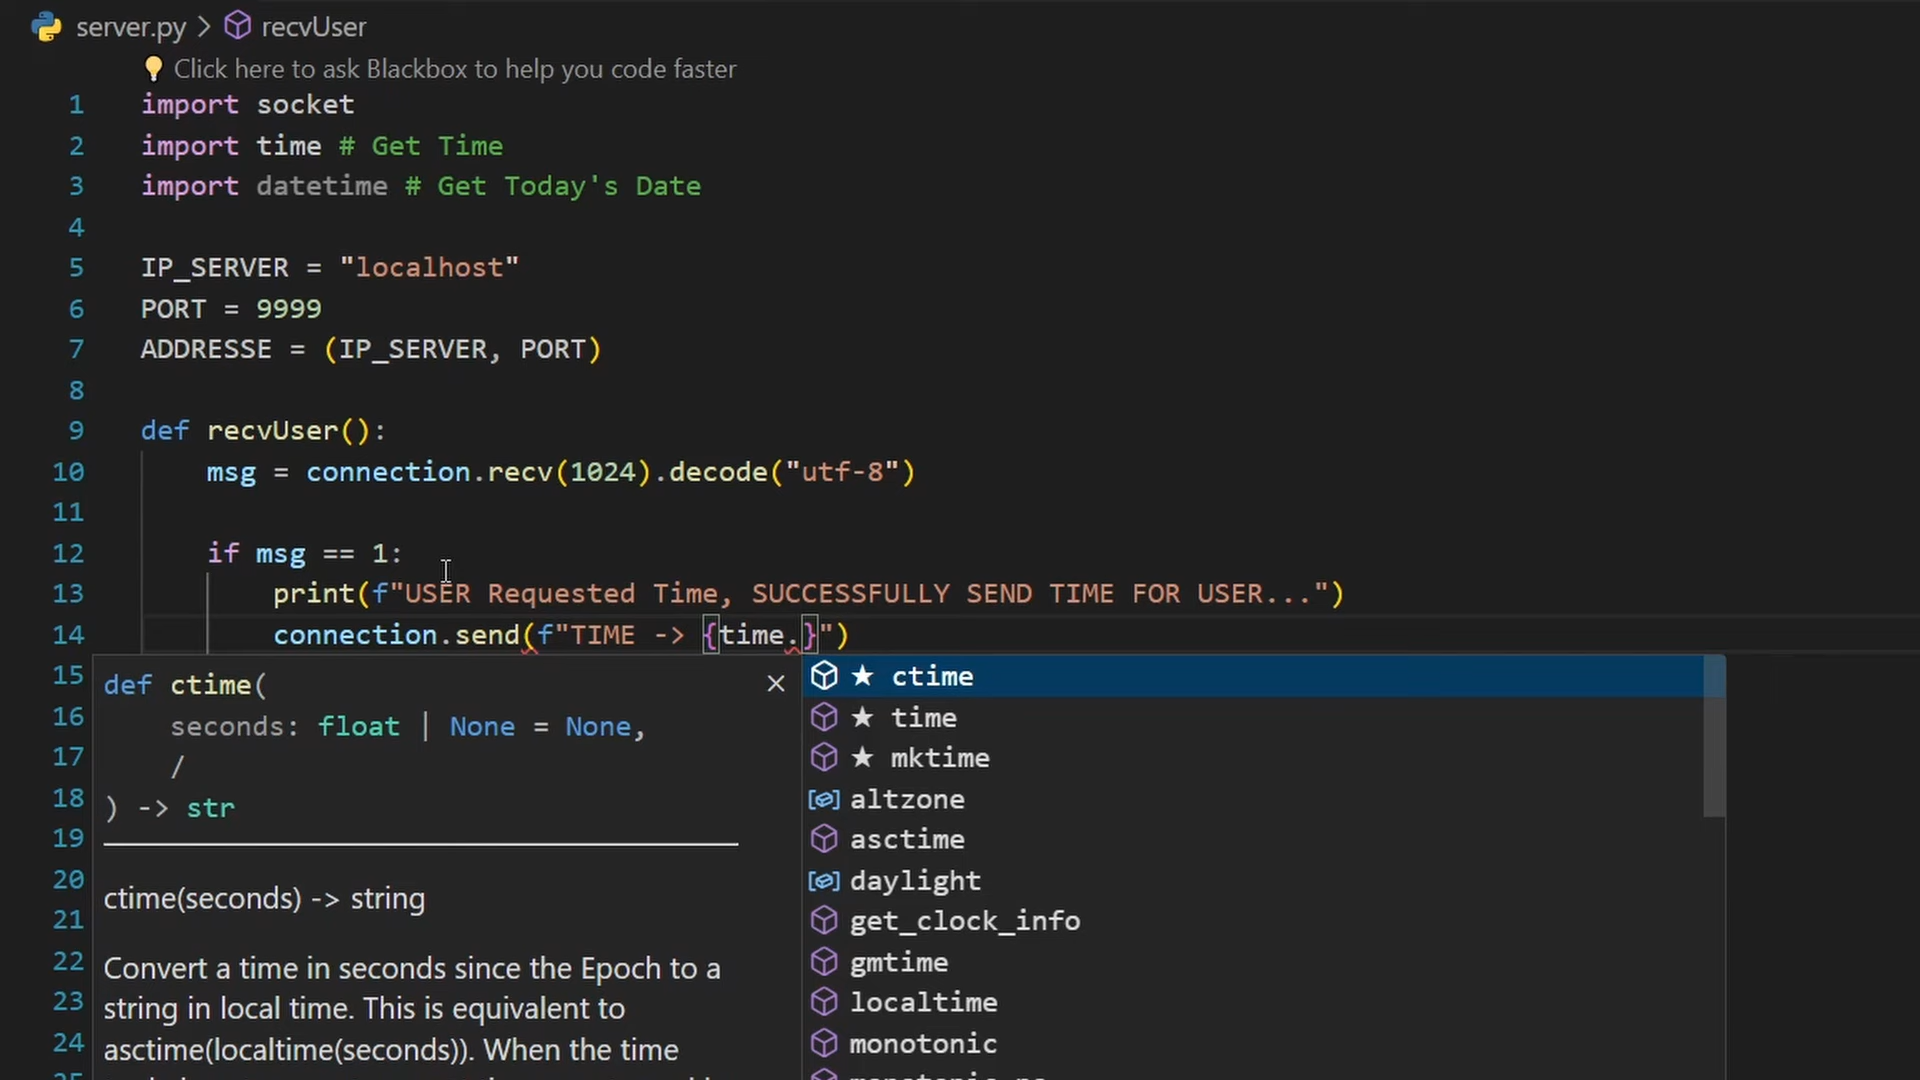 server.py > recvUser
Click here to ask Blackbox to help you code faster
1 import socket
2 import time # Get Time
3 import datetime # Get Today's Date
4
5 IP_SERVER = "localhost"
6 PORT = 9999
7 ADDRESSE = (IP_SERVER, PORT)
8
9 def recvUser():
10 msg = connection.recv(1024).decode("utf-8")
11
12 if msg == 1:
13 print(f"USER Requested Time, SUCCESSFULLY SEND TIME FOR USER...")
14 connection.send(f"TIME -> {time.}")
15
16
17
18
19
20
21
22
23
24
def ctime(
seconds: float | None = None,
/
) -> str
ctime(seconds) -> string
Convert a time in seconds since the Epoch to a
string in local time. This is equivalent to
asctime(localtime(seconds)). When the time
★ ctime
★ time
★ mktime
altzone
asctime
daylight
get_clock_info
gmtime
localtime
monotonic